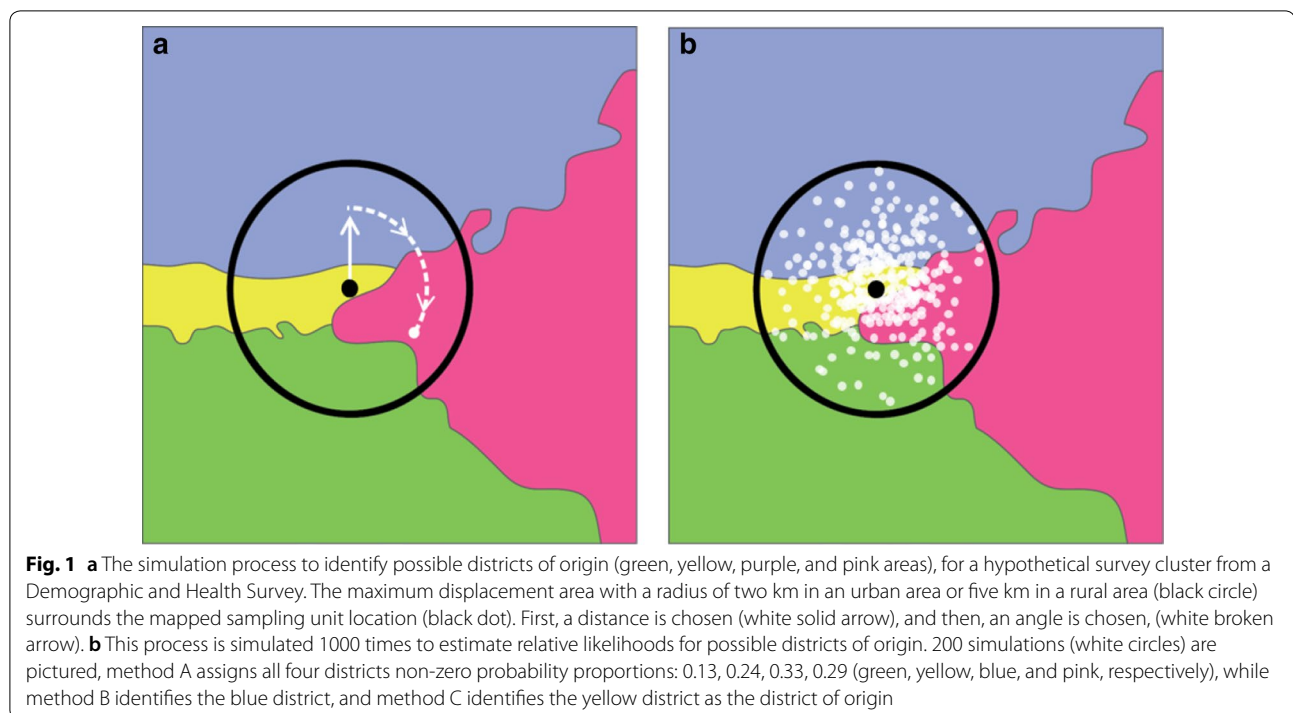 a
b
Fig. 1 a The simulation process to identify possible districts of origin (green, yellow, purple, and pink areas), for a hypothetical survey cluster from a
Demographic and Health Survey. The maximum displacement area with a radius of two km in an urban area or five km in a rural area (black circle)
surrounds the mapped sampling unit location (black dot). First, a distance is chosen (white solid arrow), and then, an angle is chosen, (white broken
arrow). b This process is simulated 1000 times to estimate relative likelihoods for possible districts of origin. 200 simulations (white circles) are
pictured, method A assigns all four districts non-zero probability proportions: 0.13, 0.24, 0.33, 0.29 (green, yellow, blue, and pink, respectively), while
method B identifies the blue district, and method C identifies the yellow district as the district of origin